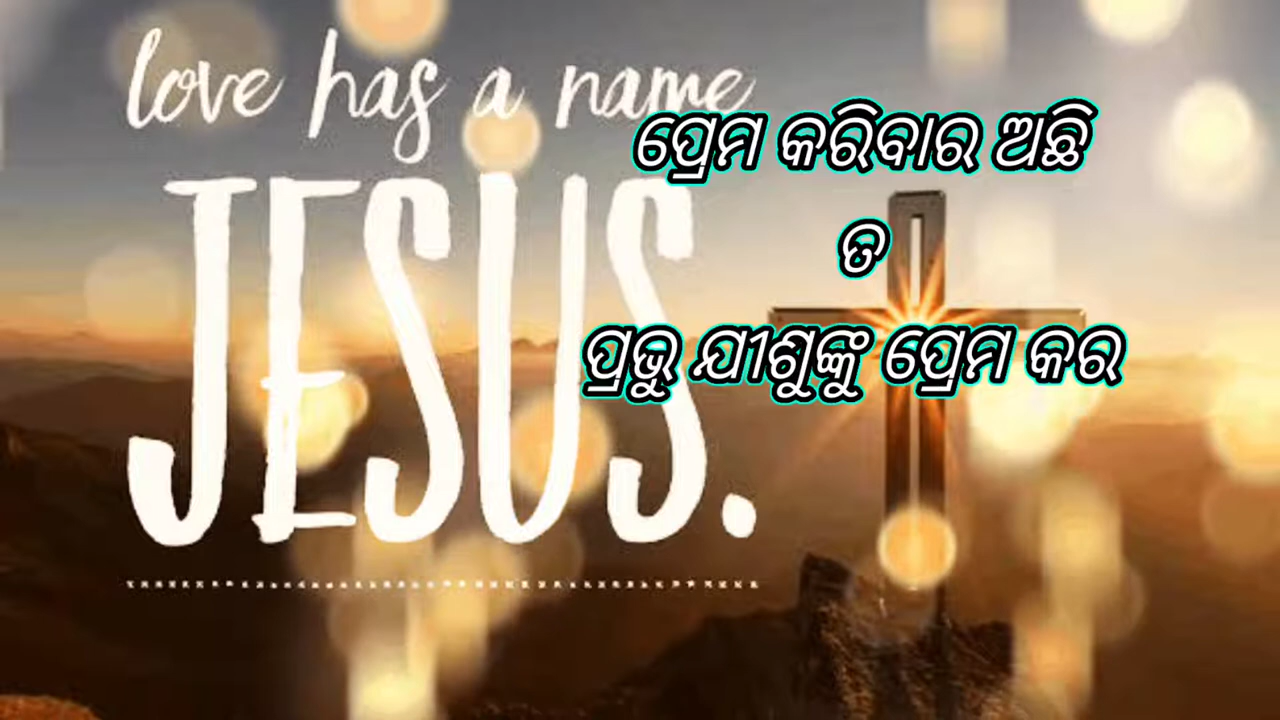 love has a name
JESUS.
ପ୍ରେମ କରିବାର ଅଛି
ତ
ପ୍ରଭୁ ଯୀଶୁଙ୍କୁ ପ୍ରେମ କର